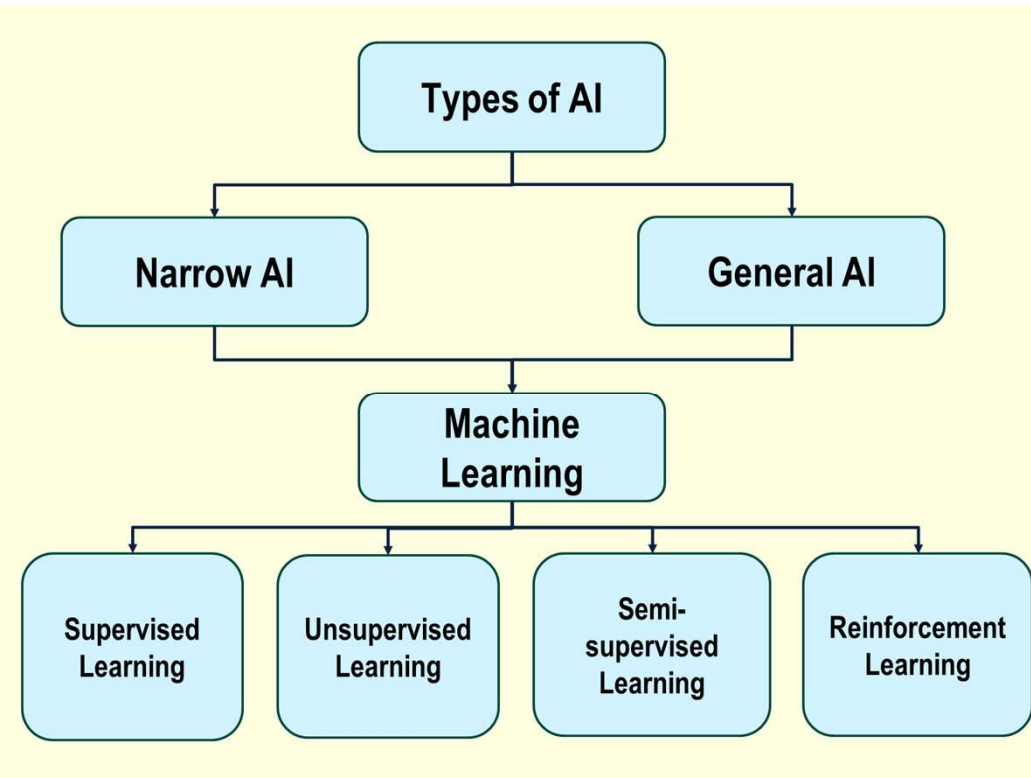 Types of AI
Narrow AI
General AI
Machine
Learning
Supervised
Learning
Unsupervised
Learning
Semi-
supervised
Learning
Reinforcement
Learning